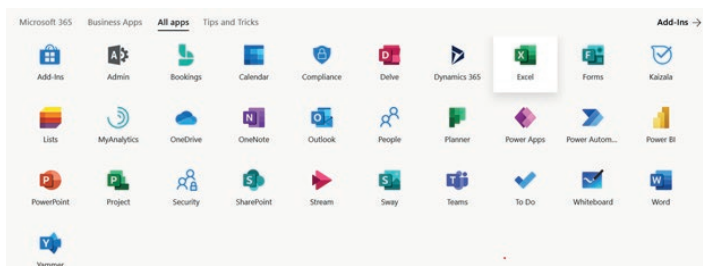 Microsoft 365 Business Apps All apps Tips and Tricks Add-Ins →
Add-Ins Admin Bookings Calendar Compliance Delve Dynamics 365 Excel Forms Kaizala
Lists MyAnalytics OneDrive OneNote Outlook People Planner Power Apps Power Autom... Power BI
PowerPoint Project Security SharePoint Stream Sway Teams To Do Whiteboard Word
Yammer